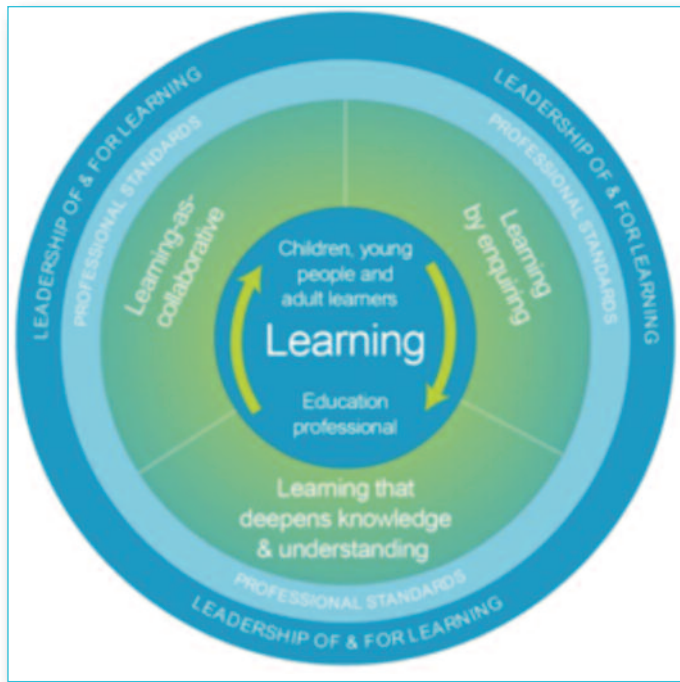 LEADERSHIP OF & FOR LEARNING
LEADERSHIP OF & FOR LEARNING
PROFESSIONAL STANDARDS
PROFESSIONAL STANDARDS
Learning-as-
collaborative
Learning
by enquiring
Children, young
people and
adult learners
Learning
Education
professional
Learning that
deepens knowledge
& understanding
PROFESSIONAL STANDARDS
LEADERSHIP OF & FOR LEARNING